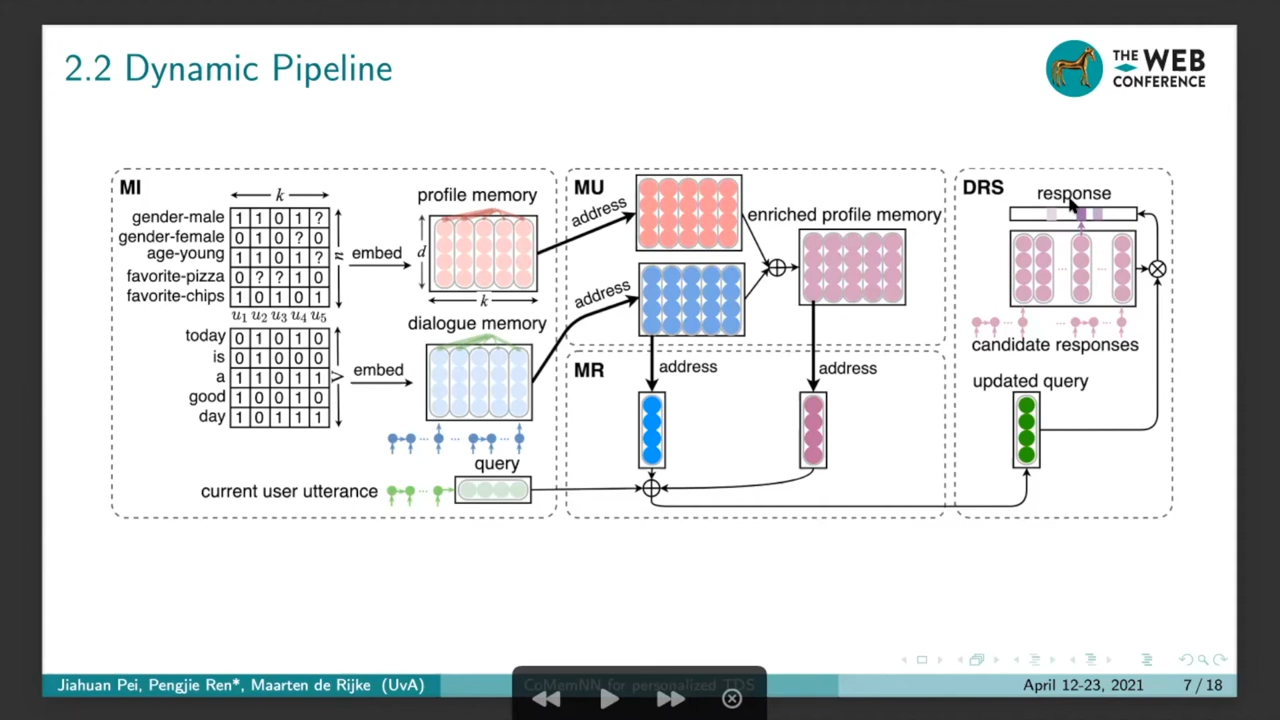 2.2 Dynamic Pipeline
THE WEB
CONFERENCE
MI
k
gender-male 1 1 0 1 ?
gender-female 0 1 0 ? 0
age-young 1 1 0 1 ?
favorite-pizza 0 ? ? 1 0
favorite-chips 1 0 1 0 1
n
u1 u2 u3 u4 u5
embed
profile memory
d
k
today 0 1 0 1 0
is 0 1 0 0 0
a 1 1 0 1 1
good 1 0 0 1 0
day 1 0 1 1 1
V
embed
dialogue memory
... ... ...
query
current user utterance ...
MU
address
address
enriched profile memory
MR
address
address
DRS
response
... ...
... ...
candidate responses
updated query
Jiahuan Pei, Pengjie Ren*, Maarten de Rijke (UvA)
CoMemNN for personalized TDS
April 12-23, 2021
7 / 18